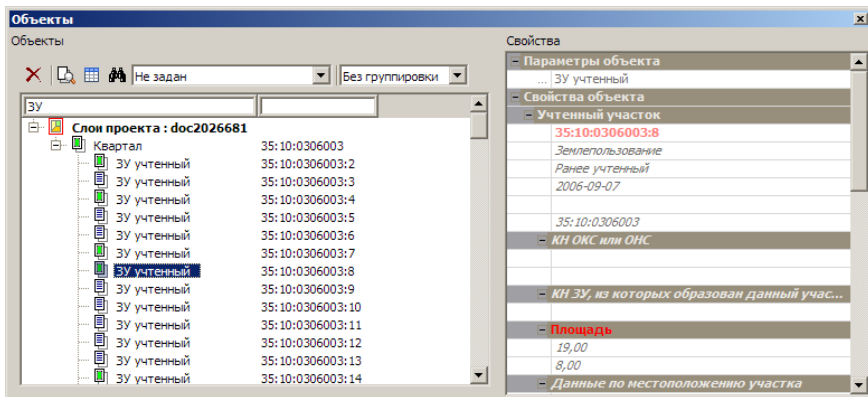 Объекты
Объекты
Не задан
Без группировки
ЗУ
Слои проекта : doc2026681
Квартал 35:10:0306003
ЗУ учтенный 35:10:0306003:2
ЗУ учтенный 35:10:0306003:3
ЗУ учтенный 35:10:0306003:4
ЗУ учтенный 35:10:0306003:5
ЗУ учтенный 35:10:0306003:6
ЗУ учтенный 35:10:0306003:7
ЗУ учтенный 35:10:0306003:8
ЗУ учтенный 35:10:0306003:9
ЗУ учтенный 35:10:0306003:10
ЗУ учтенный 35:10:0306003:11
ЗУ учтенный 35:10:0306003:12
ЗУ учтенный 35:10:0306003:13
ЗУ учтенный 35:10:0306003:14
Свойства
Параметры объекта
... ЗУ учтенный
Свойства объекта
Учтенный участок
35:10:0306003:8
Землепользование
Ранее учтенный
2006-09-07
35:10:0306003
КН ОКС или ОНС
КН ЗУ, из которых образован данный учас...
Площадь
19,00
8,00
Данные по местоположению участка